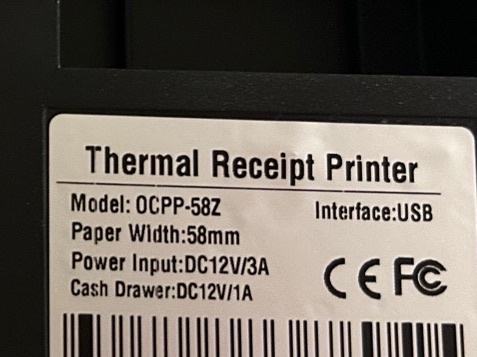 Thermal Receipt Printer
Model: OCPP-58Z Interface:USB
Paper Width:58mm
Power Input:DC12V/3A
Cash Drawer:DC12V/1A
CE FC